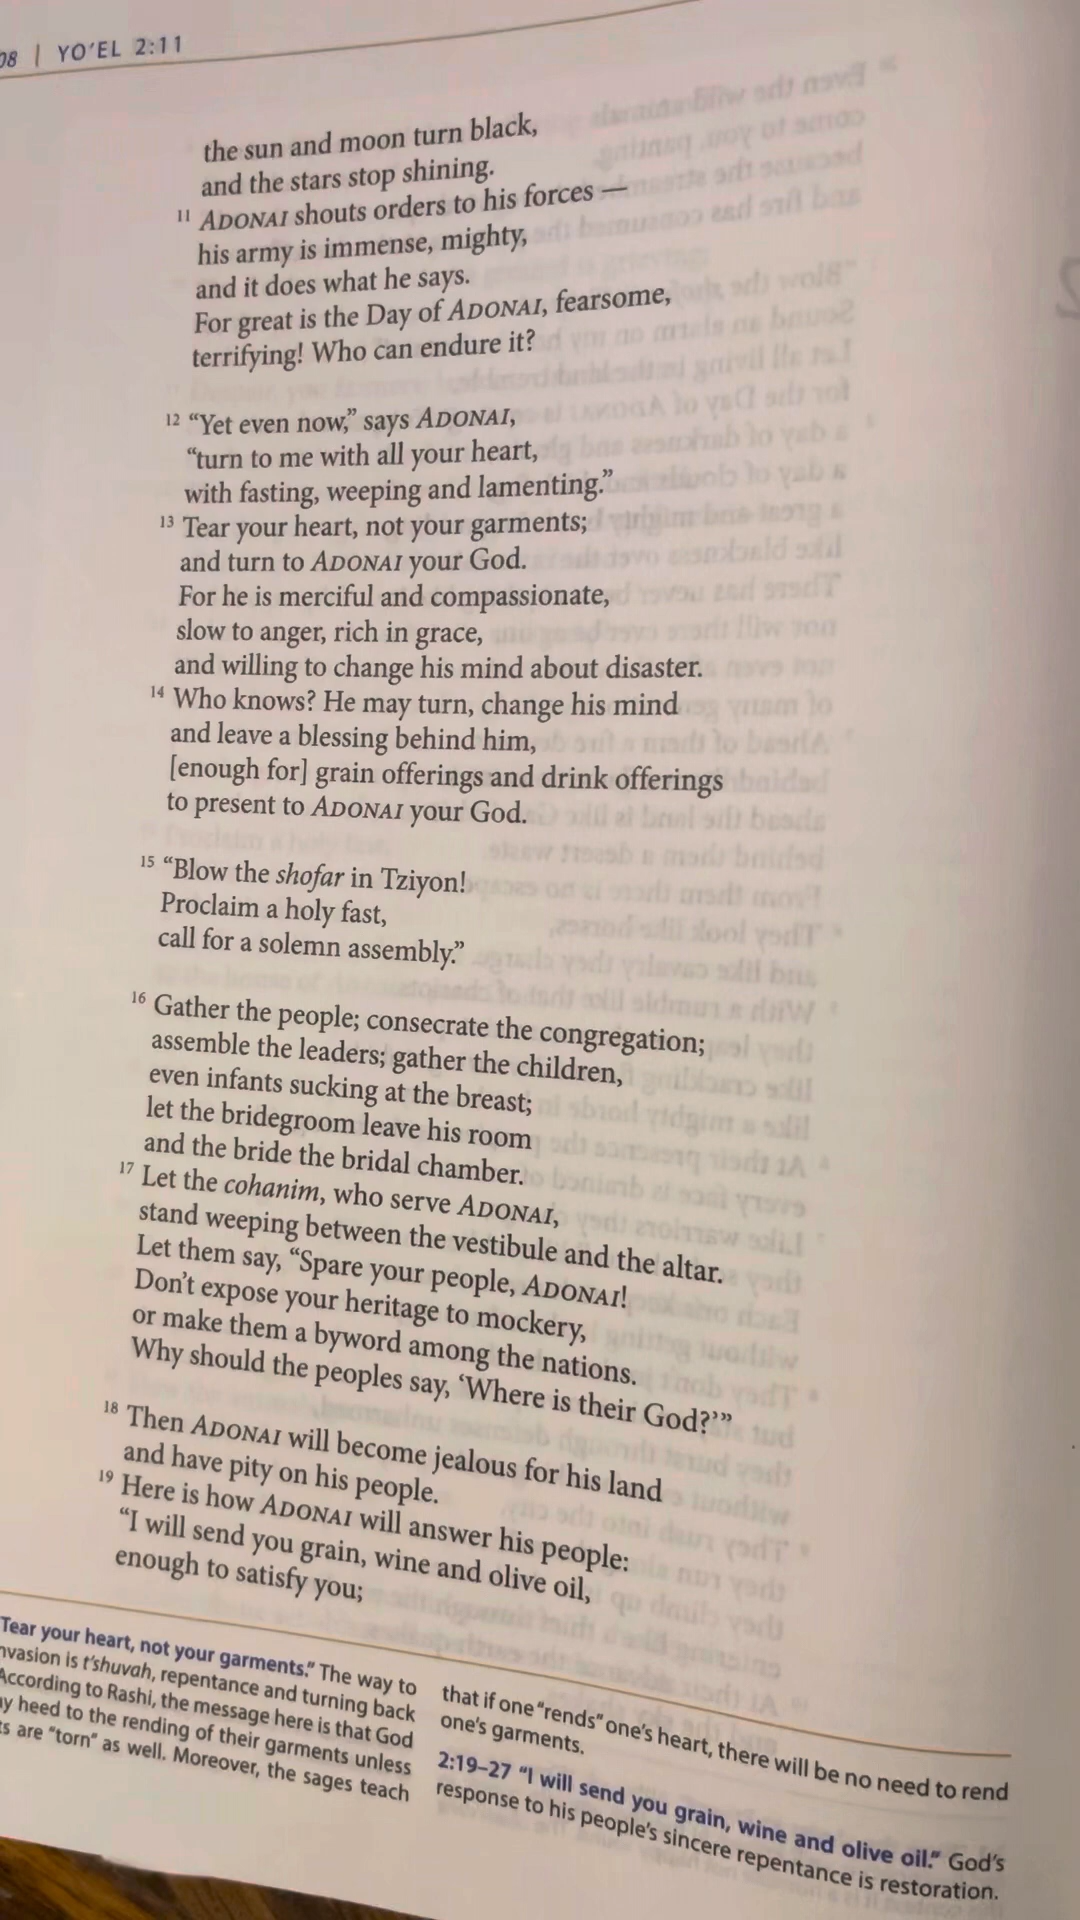 08 | YO'EL 2:11
the sun and moon turn black,
and the stars stop shining.
11 ADONAI shouts orders to his forces —
his army is immense, mighty,
and it does what he says.
For great is the Day of ADONAI, fearsome,
terrifying! Who can endure it?
12 “Yet even now,” says ADONAI,
“turn to me with all your heart,
with fasting, weeping and lamenting.”
13 Tear your heart, not your garments;
and turn to ADONAI your God.
For he is merciful and compassionate,
slow to anger, rich in grace,
and willing to change his mind about disaster.
14 Who knows? He may turn, change his mind
and leave a blessing behind him,
[enough for] grain offerings and drink offerings
to present to ADONAI your God.
15 “Blow the shofar in Tziyon!
Proclaim a holy fast,
call for a solemn assembly.”
16 Gather the people; consecrate the congregation;
assemble the leaders; gather the children,
even infants sucking at the breast;
let the bridegroom leave his room
and the bride the bridal chamber.
17 Let the cohanim, who serve ADONAI,
stand weeping between the vestibule and the altar.
Let them say, “Spare your people, ADONAI!
Don’t expose your heritage to mockery,
or make them a byword among the nations.
Why should the peoples say, ‘Where is their God?’”
18 Then ADONAI will become jealous for his land
and have pity on his people.
19 Here is how ADONAI will answer his people:
“I will send you grain, wine and olive oil,
enough to satisfy you;
Tear your heart, not your garments.” The way to
nvasion is t’shuvah, repentance and turning back
According to Rashi, the message here is that God
ay heed to the rending of their garments unless
ts are “torn” as well. Moreover, the sages teach
that if one “rends” one’s heart, there will be no need to rend
one’s garments.
2:19–27 “I will send you grain, wine and olive oil.” God’s
response to his people’s sincere repentance is restoration.